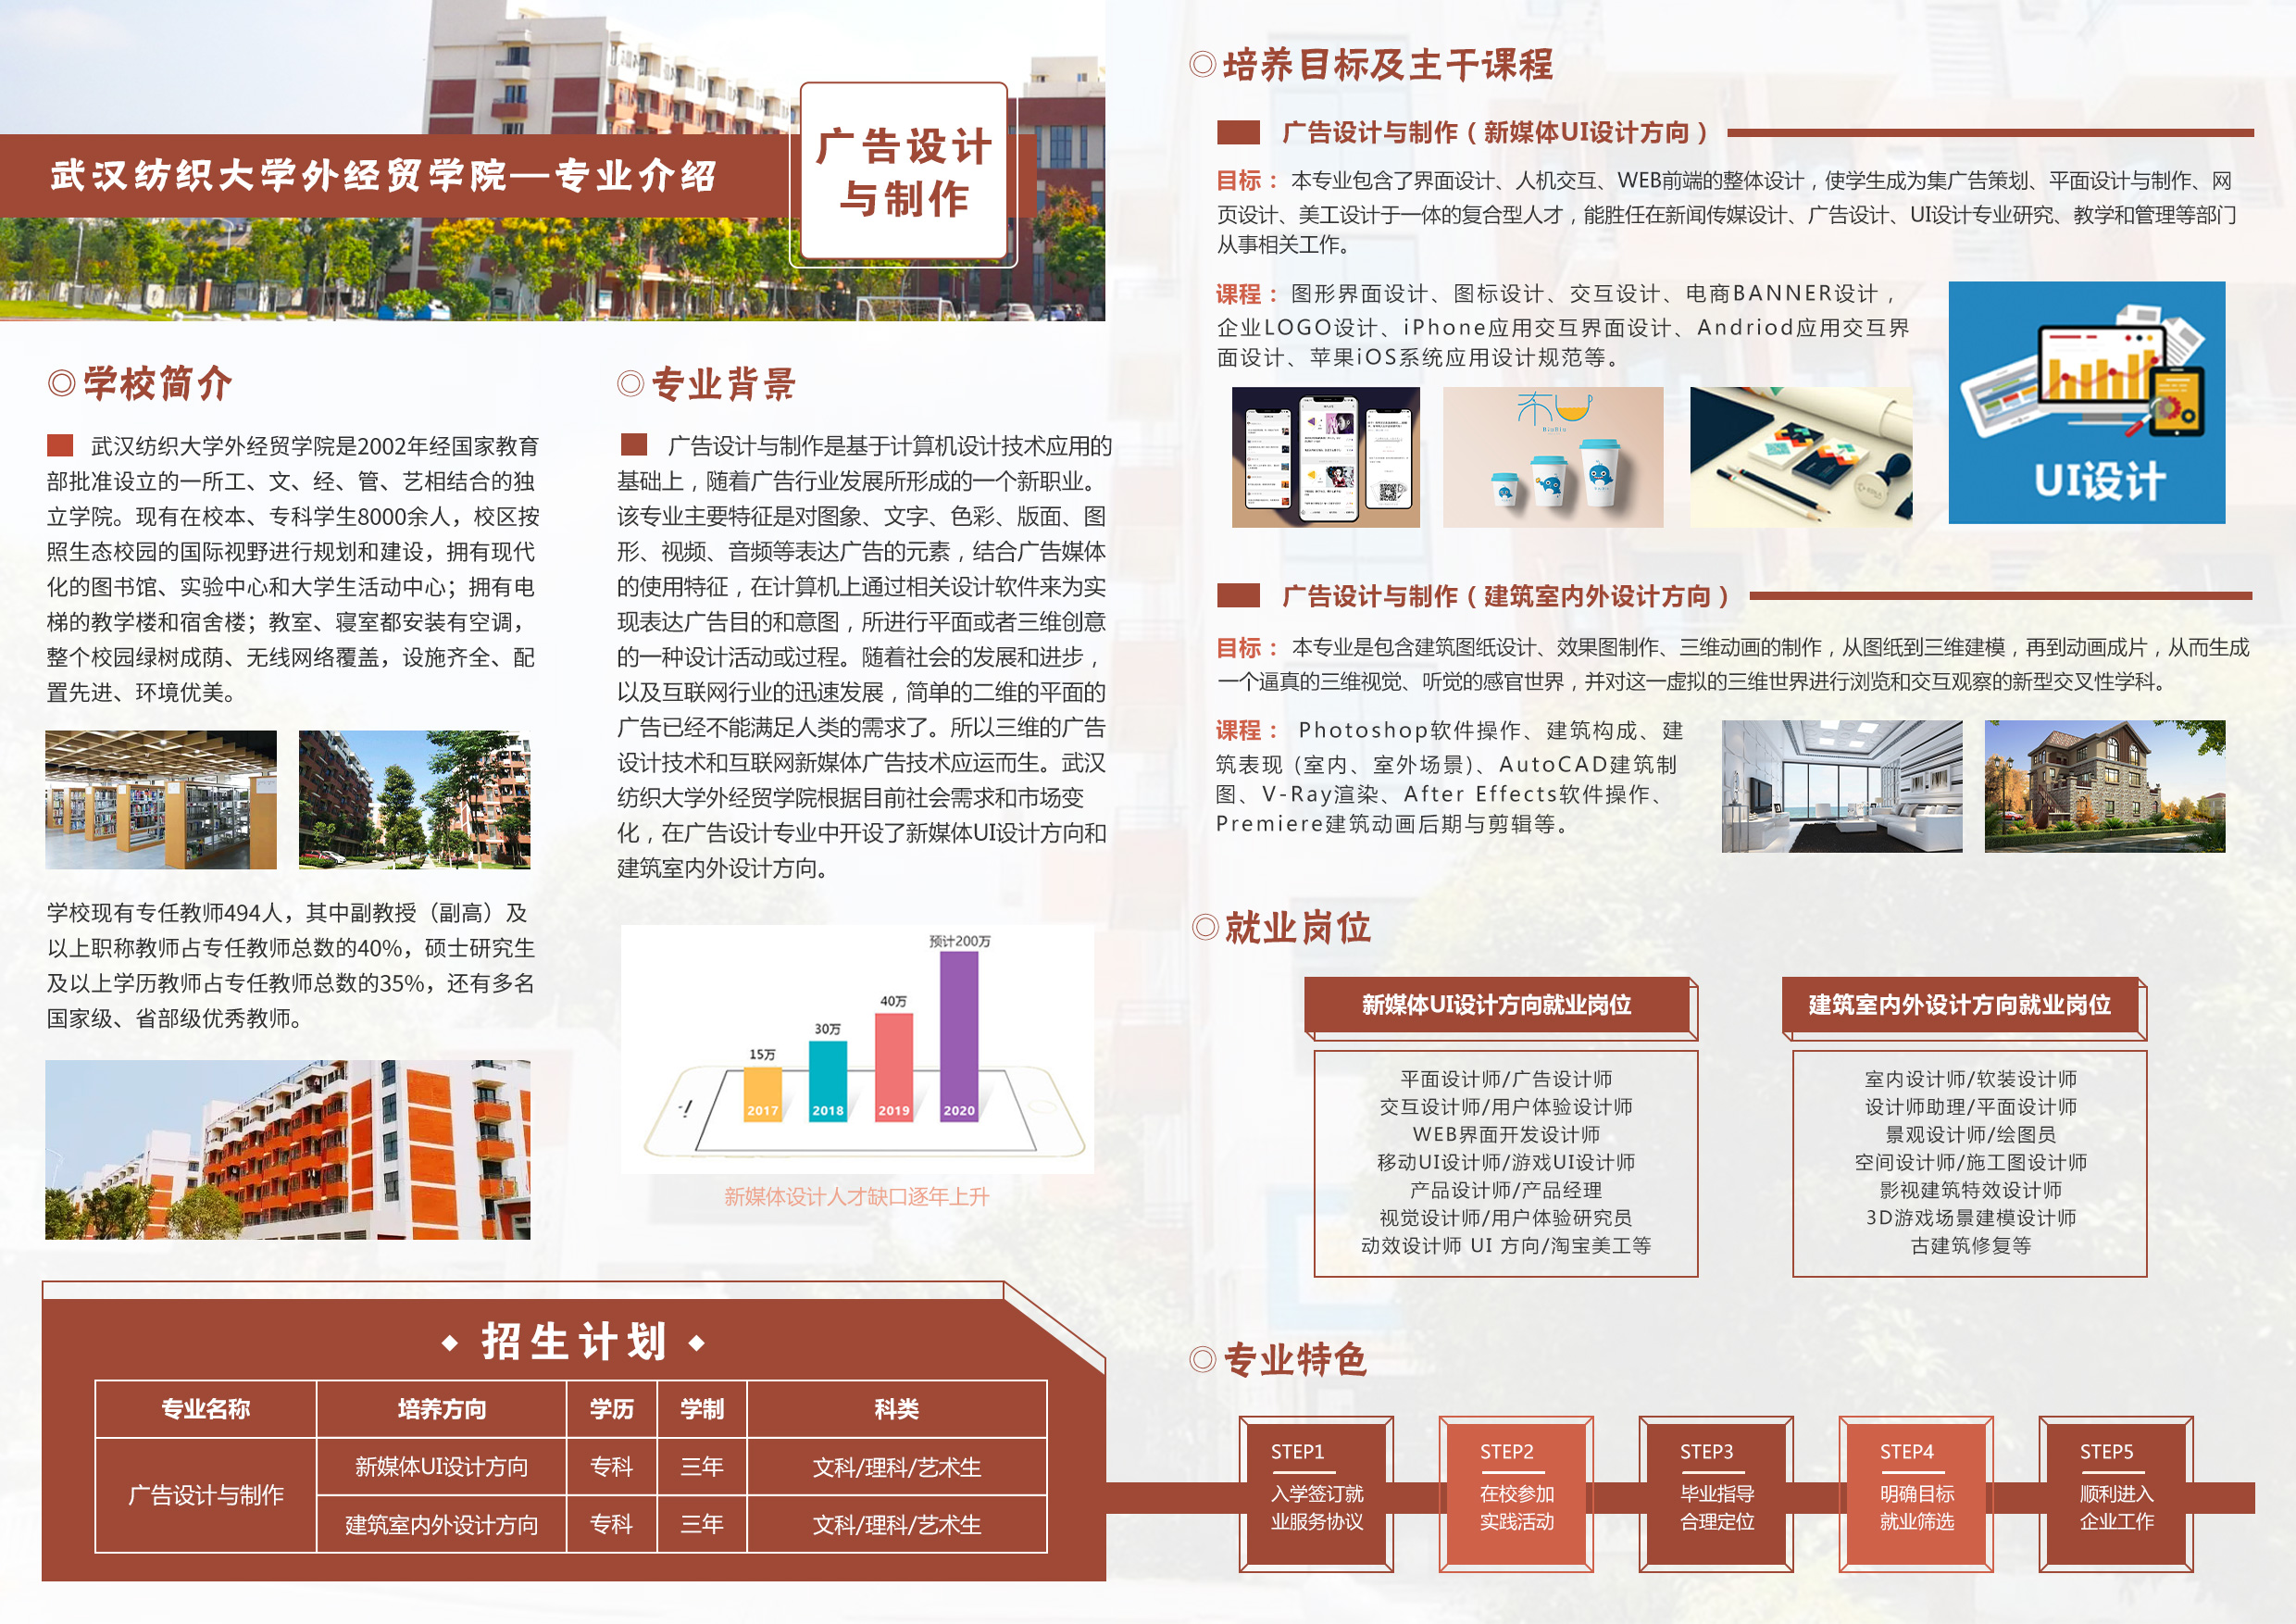 武汉纺织大学外经贸学院—专业介绍
广告设计
与制作
学校简介
武汉纺织大学外经贸学院是2002年经国家教育
部批准设立的一所工、文、经、管、艺相结合的独
立学院。现有在校本、专科学生8000余人，校区按
照生态校园的国际视野进行规划和建设，拥有现代
化的图书馆、实验中心和大学生活动中心；拥有电
梯的教学楼和宿舍楼；教室、寝室都安装有空调，
整个校园绿树成荫、无线网络覆盖，设施齐全、配
置先进、环境优美。
学校现有专任教师494人，其中副教授（副高）及
以上职称教师占专任教师总数的40%，硕士研究生
及以上学历教师占专任教师总数的35%，还有多名
国家级、省部级优秀教师。
专业背景
广告设计与制作是基于计算机设计技术应用的
基础上，随着广告行业发展所形成的一个新职业。
该专业主要特征是对图象、文字、色彩、版面、图
形、视频、音频等表达广告的元素，结合广告媒体
的使用特征，在计算机上通过相关设计软件来为实
现表达广告目的和意图，所进行平面或者三维创意
的一种设计活动或过程。随着社会的发展和进步，
以及互联网行业的迅速发展，简单的二维的平面的
广告已经不能满足人类的需求了。所以三维的广告
设计技术和互联网新媒体广告技术应运而生。武汉
纺织大学外经贸学院根据目前社会需求和市场变
化，在广告设计专业中开设了新媒体UI设计方向和
建筑室内外设计方向。
15万
30万
40万
预计200万
2017
2018
2019
2020
新媒体设计人才缺口逐年上升
招生计划
专业名称 培养方向 学历 学制 科类
广告设计与制作
新媒体UI设计方向 专科 三年 文科/理科/艺术生
建筑室内外设计方向 专科 三年 文科/理科/艺术生
培养目标及主干课程
广告设计与制作（新媒体UI设计方向）
目标： 本专业包含了界面设计、人机交互、WEB前端的整体设计，使学生成为集广告策划、平面设计与制作、网
页设计、美工设计于一体的复合型人才，能胜任在新闻传媒设计、广告设计、UI设计专业研究、教学和管理等部门
从事相关工作。
课程： 图形界面设计、图标设计、交互设计、电商BANNER设计，
企业LOGO设计、iPhone应用交互界面设计、Andriod应用交互界
面设计、苹果iOS系统应用设计规范等。
UI设计
广告设计与制作（建筑室内外设计方向）
目标： 本专业是包含建筑图纸设计、效果图制作、三维动画的制作，从图纸到三维建模，再到动画成片，从而生成
一个逼真的三维视觉、听觉的感官世界，并对这一虚拟的三维世界进行浏览和交互观察的新型交叉性学科。
课程： Photoshop软件操作、建筑构成、建
筑表现 (室内、室外场景)、AutoCAD建筑制
图、V-Ray渲染、After Effects软件操作、
Premiere建筑动画后期与剪辑等。
就业岗位
新媒体UI设计方向就业岗位
平面设计师/广告设计师
交互设计师/用户体验设计师
WEB界面开发设计师
移动UI设计师/游戏UI设计师
产品设计师/产品经理
视觉设计师/用户体验研究员
动效设计师 UI 方向/淘宝美工等
建筑室内外设计方向就业岗位
室内设计师/软装设计师
设计师助理/平面设计师
景观设计师/绘图员
空间设计师/施工图设计师
影视建筑特效设计师
3D游戏场景建模设计师
古建筑修复等
专业特色
STEP1
入学签订就
业服务协议
STEP2
在校参加
实践活动
STEP3
毕业指导
合理定位
STEP4
明确目标
就业筛选
STEP5
顺利进入
企业工作